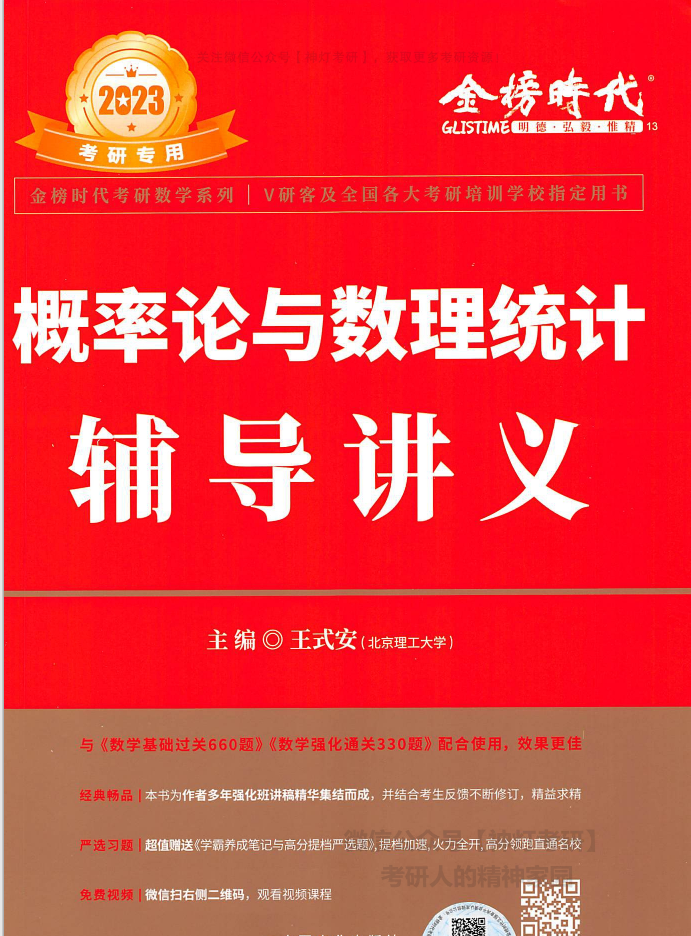 关注微信公众号【神灯考研】，获取更多考研资源
2023
考研专用
金榜時代®
GLISTIME 明德·弘毅·惟精 13
金榜时代考研数学系列 | V研客及全国各大考研培训学校指定用书
概率论与数理统计
辅导讲义
主编◎王式安(北京理工大学)
与《数学基础过关660题》《数学强化通关330题》配合使用，效果更佳
经典畅品 | 本书为作者多年强化班讲稿精华集结而成，并结合考生反馈不断修订，精益求精
严选习题 | 超值赠送《学霸养成笔记与高分提档严选题》，提档加速，火力全开，高分领跑直通名校
微信公众号【神灯考研】
考研人的精神家园
免费视频 | 微信扫右侧二维码，观看视频课程